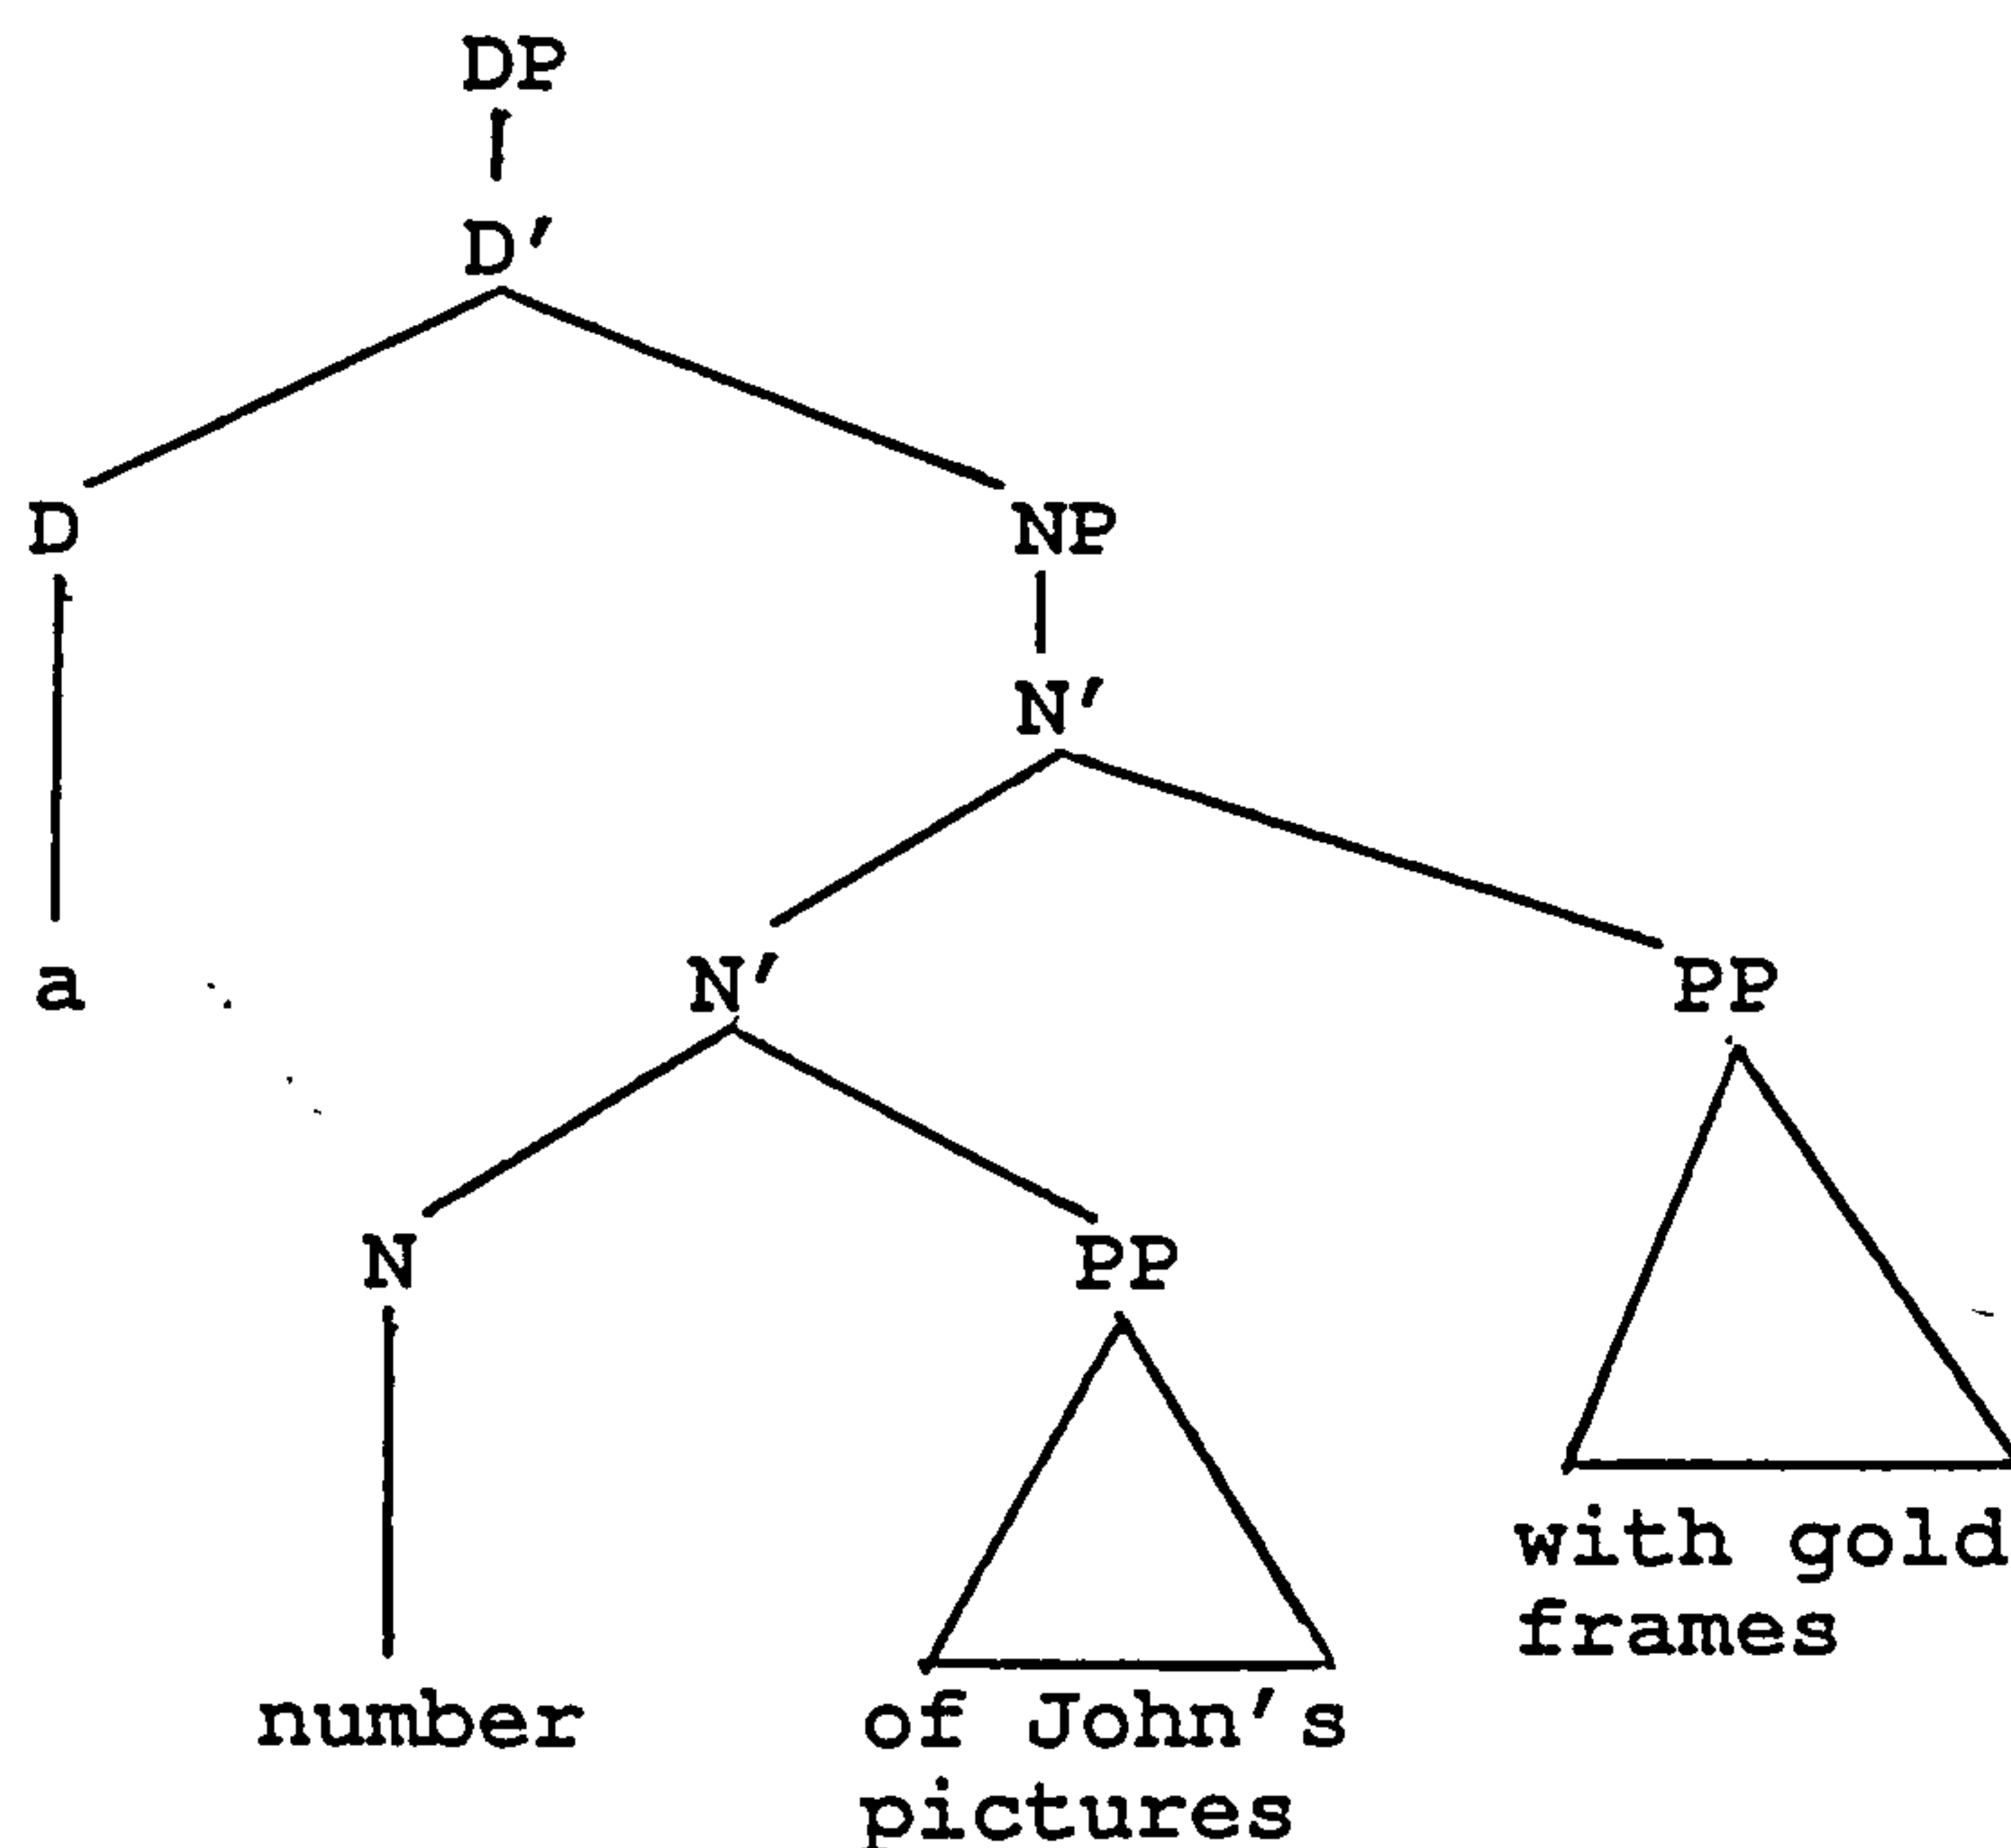 DP
D'
D NP
N'
a N' PP
N PP
with gold
frames
number of John's
pictures